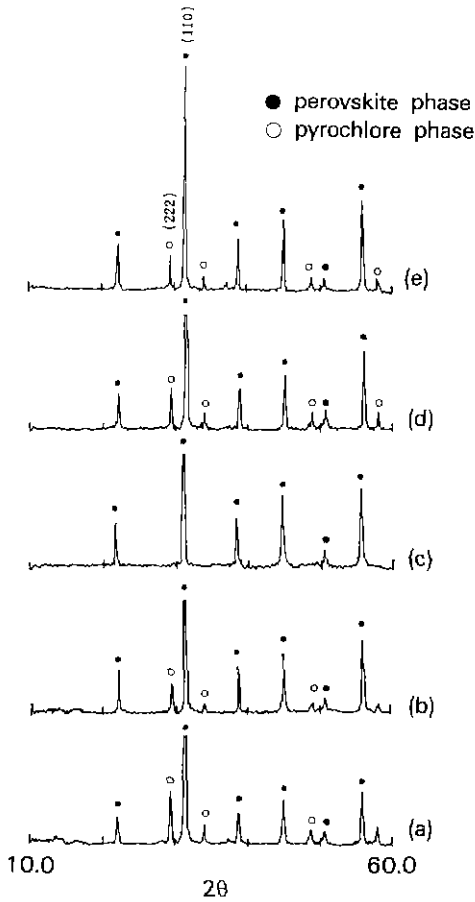 (110)
● perovskite phase
○ pyrochlore phase
(222)
(e)
(d)
(c)
(b)
(a)
10.0 60.0
2θ